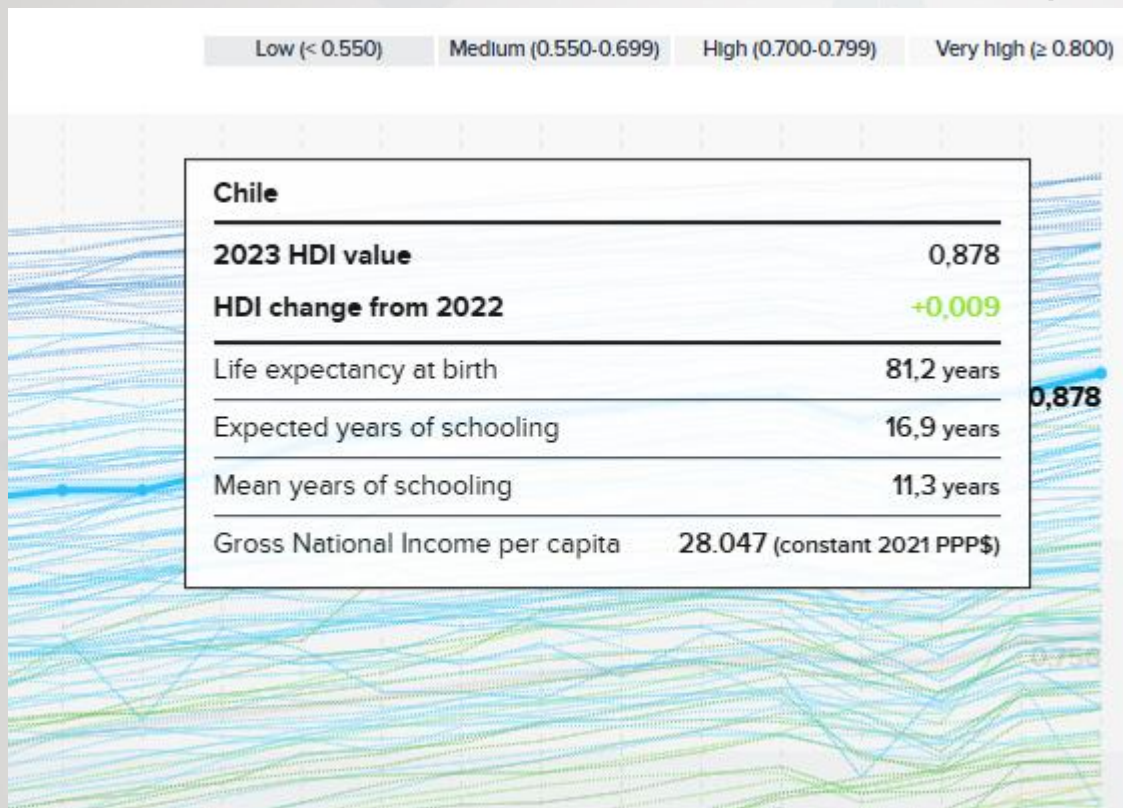 Low (< 0.550) Medium (0.550-0.699) High (0.700-0.799) Very high (≥ 0.800)
Chile
2023 HDI value 0,878
HDI change from 2022 +0,009
Life expectancy at birth 81,2 years
0,878
Expected years of schooling 16,9 years
Mean years of schooling 11,3 years
Gross National Income per capita 28.047 (constant 2021 PPP$)